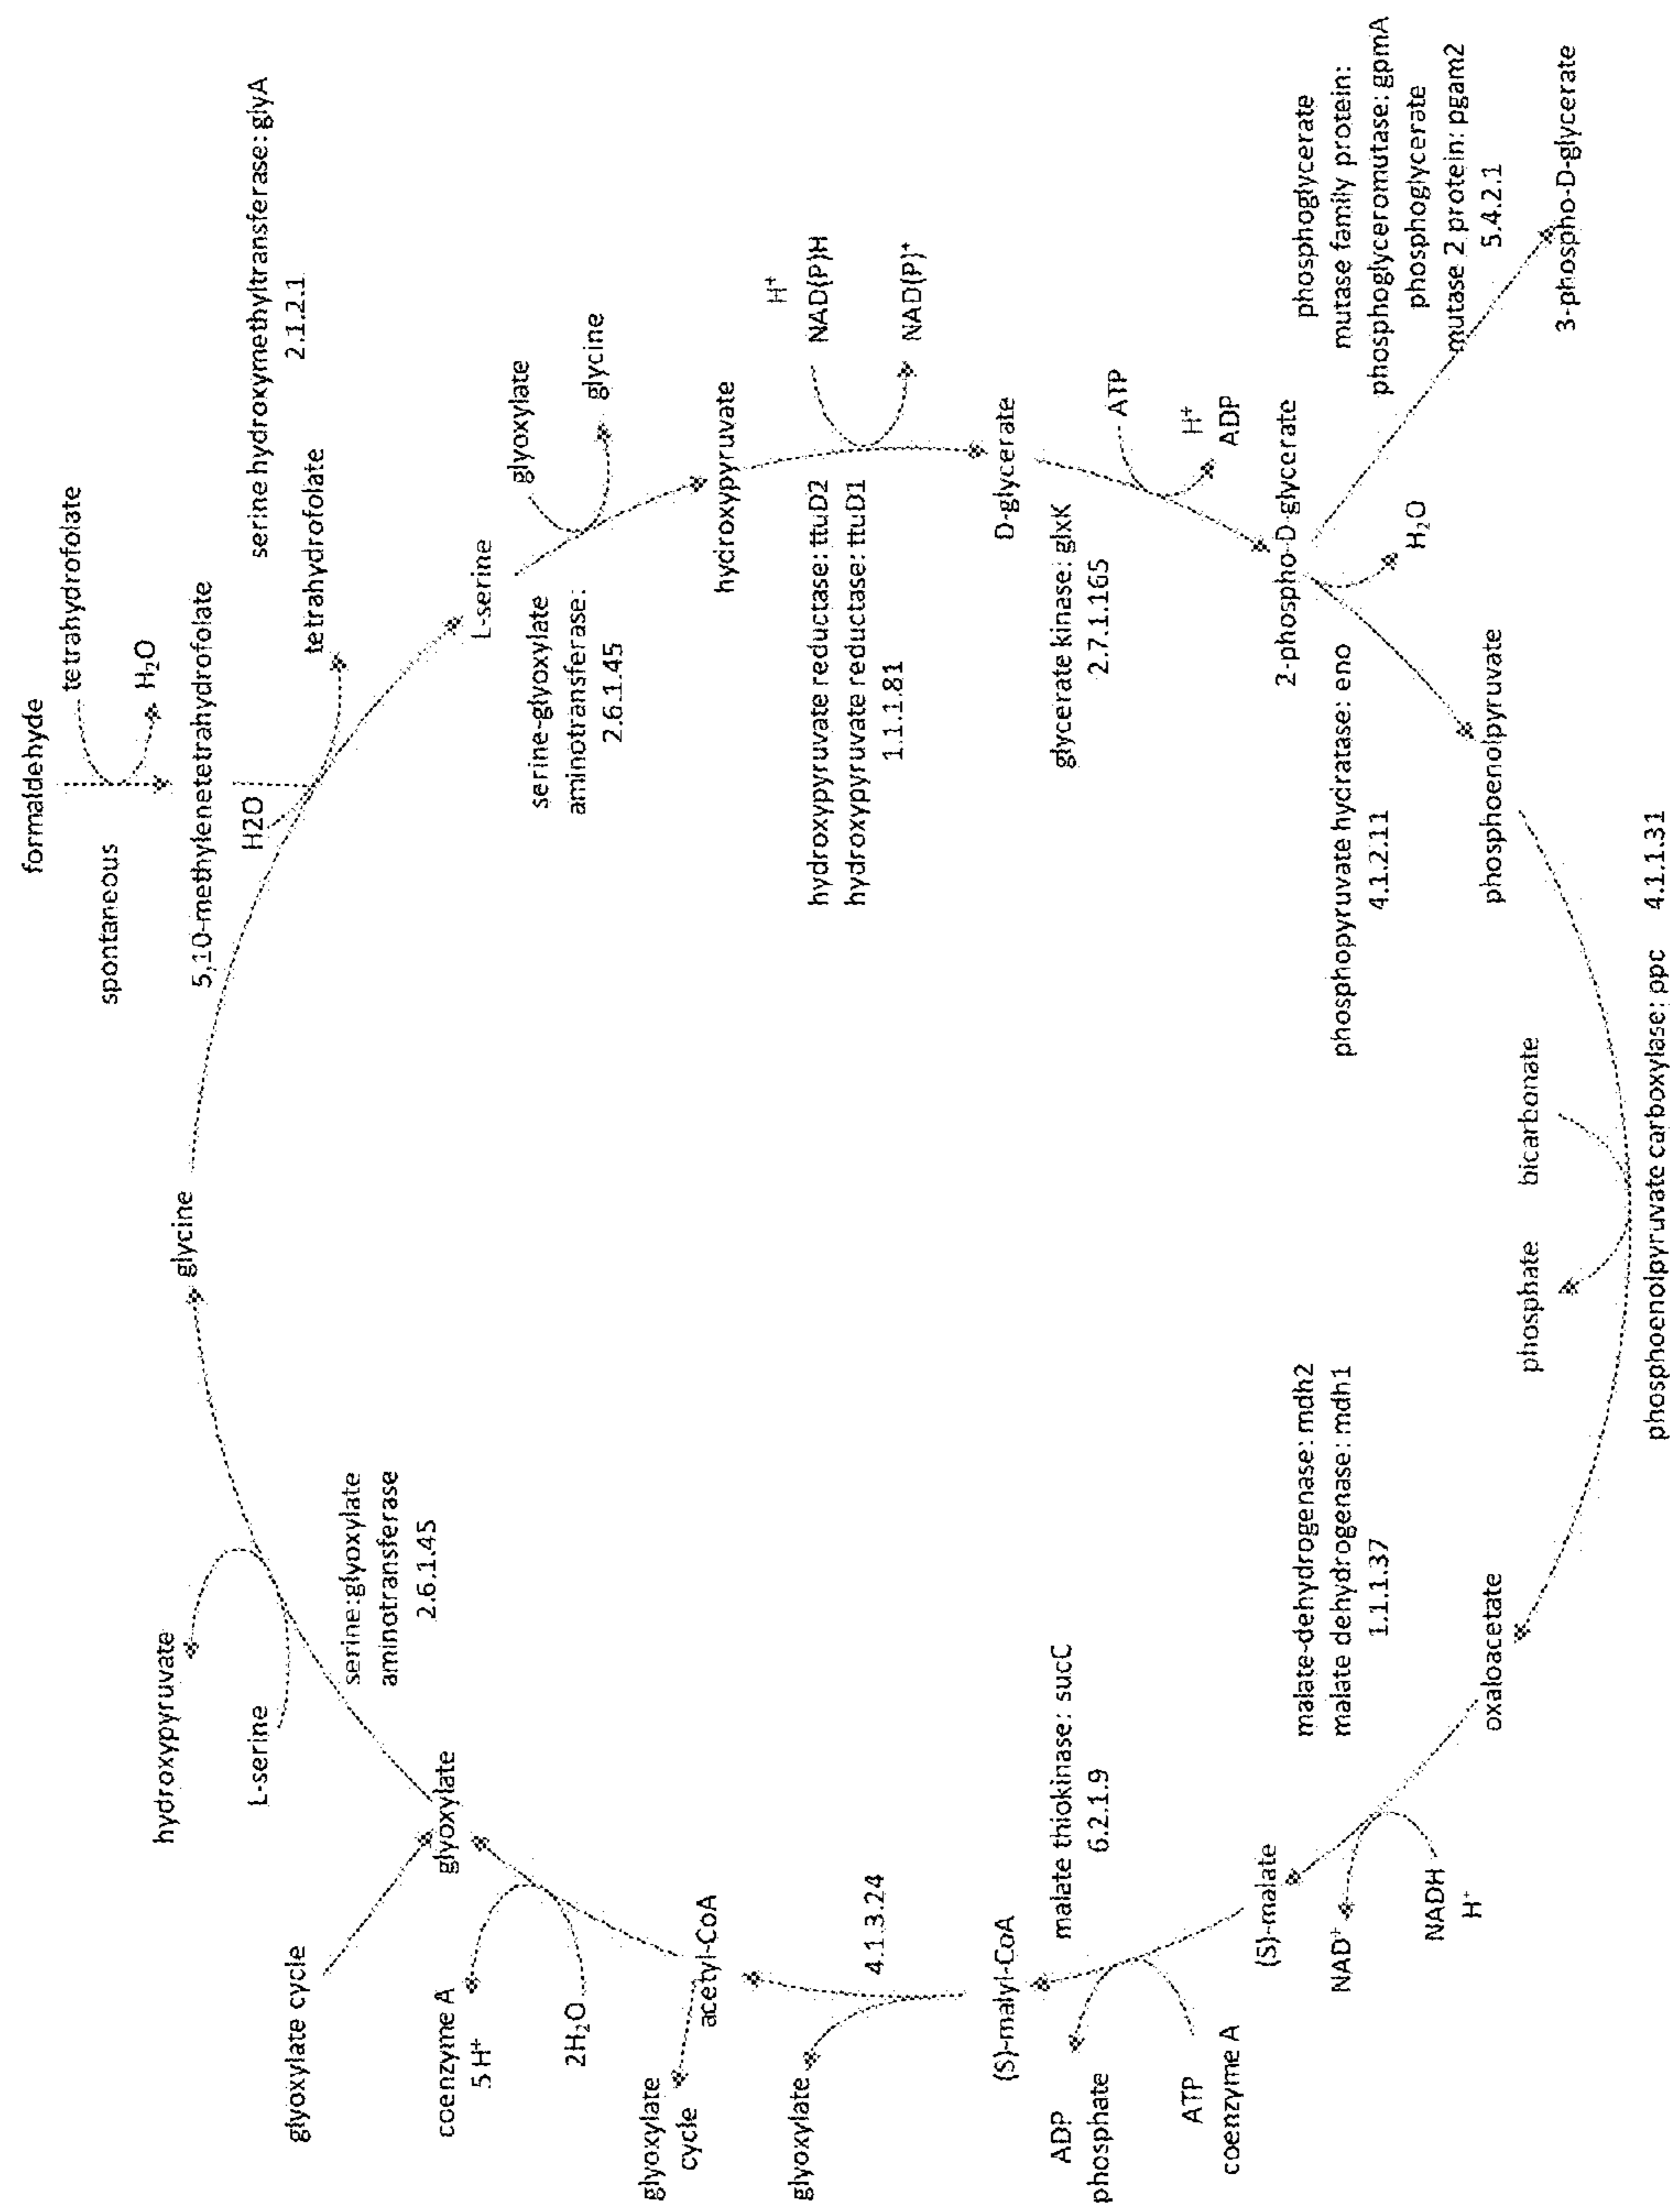 formaldehyde
spontaneous
tetrahydrofolate
H₂O
5,10-methylenetetrahydrofolate
H2O
serine hydroxymethyltransferase: glyA
2.1.2.1
tetrahydrofolate
L-serine
serine-glyoxylate
aminotransferase:
2.6.1.45
glyoxylate
glycine
hydroxypyruvate
hydroxypyruvate reductase: ttuD2
hydroxypyruvate reductase: ttuD1
1.1.1.81
H⁺
NAD(P)H
NAD(P)⁺
D-glycerate
glycerate kinase: glxK
2.7.1.165
ATP
H⁺
ADP
2-phospho-D-glycerate
phosphoglycerate
mutase family protein:
phosphoglyceromutase: gpmA
phosphoglycerate
mutase 2 protein: pgam2
5.4.2.1
3-phospho-D-glycerate
H₂O
phosphopyruvate hydratase: eno
4.1.2.11
phosphoenolpyruvate
phosphoenolpyruvate carboxylase: ppc 4.1.1.31
bicarbonate
phosphate
oxaloacetate
malate-dehydrogenase: mdh2
malate dehydrogenase: mdh1
1.1.1.37
NADH
H⁺
NAD⁺
(S)-malate
malate thiokinase: sucC
6.2.1.9
ATP
coenzyme A
ADP
phosphate
(S)-malyl-CoA
4.1.3.24
glyoxylate
acetyl-CoA
glyoxylate
cycle
2H₂O
coenzyme A
5 H⁺
glyoxylate cycle
glyoxylate
serine:glyoxylate
aminotransferase
2.6.1.45
L-serine
hydroxypyruvate
glycine